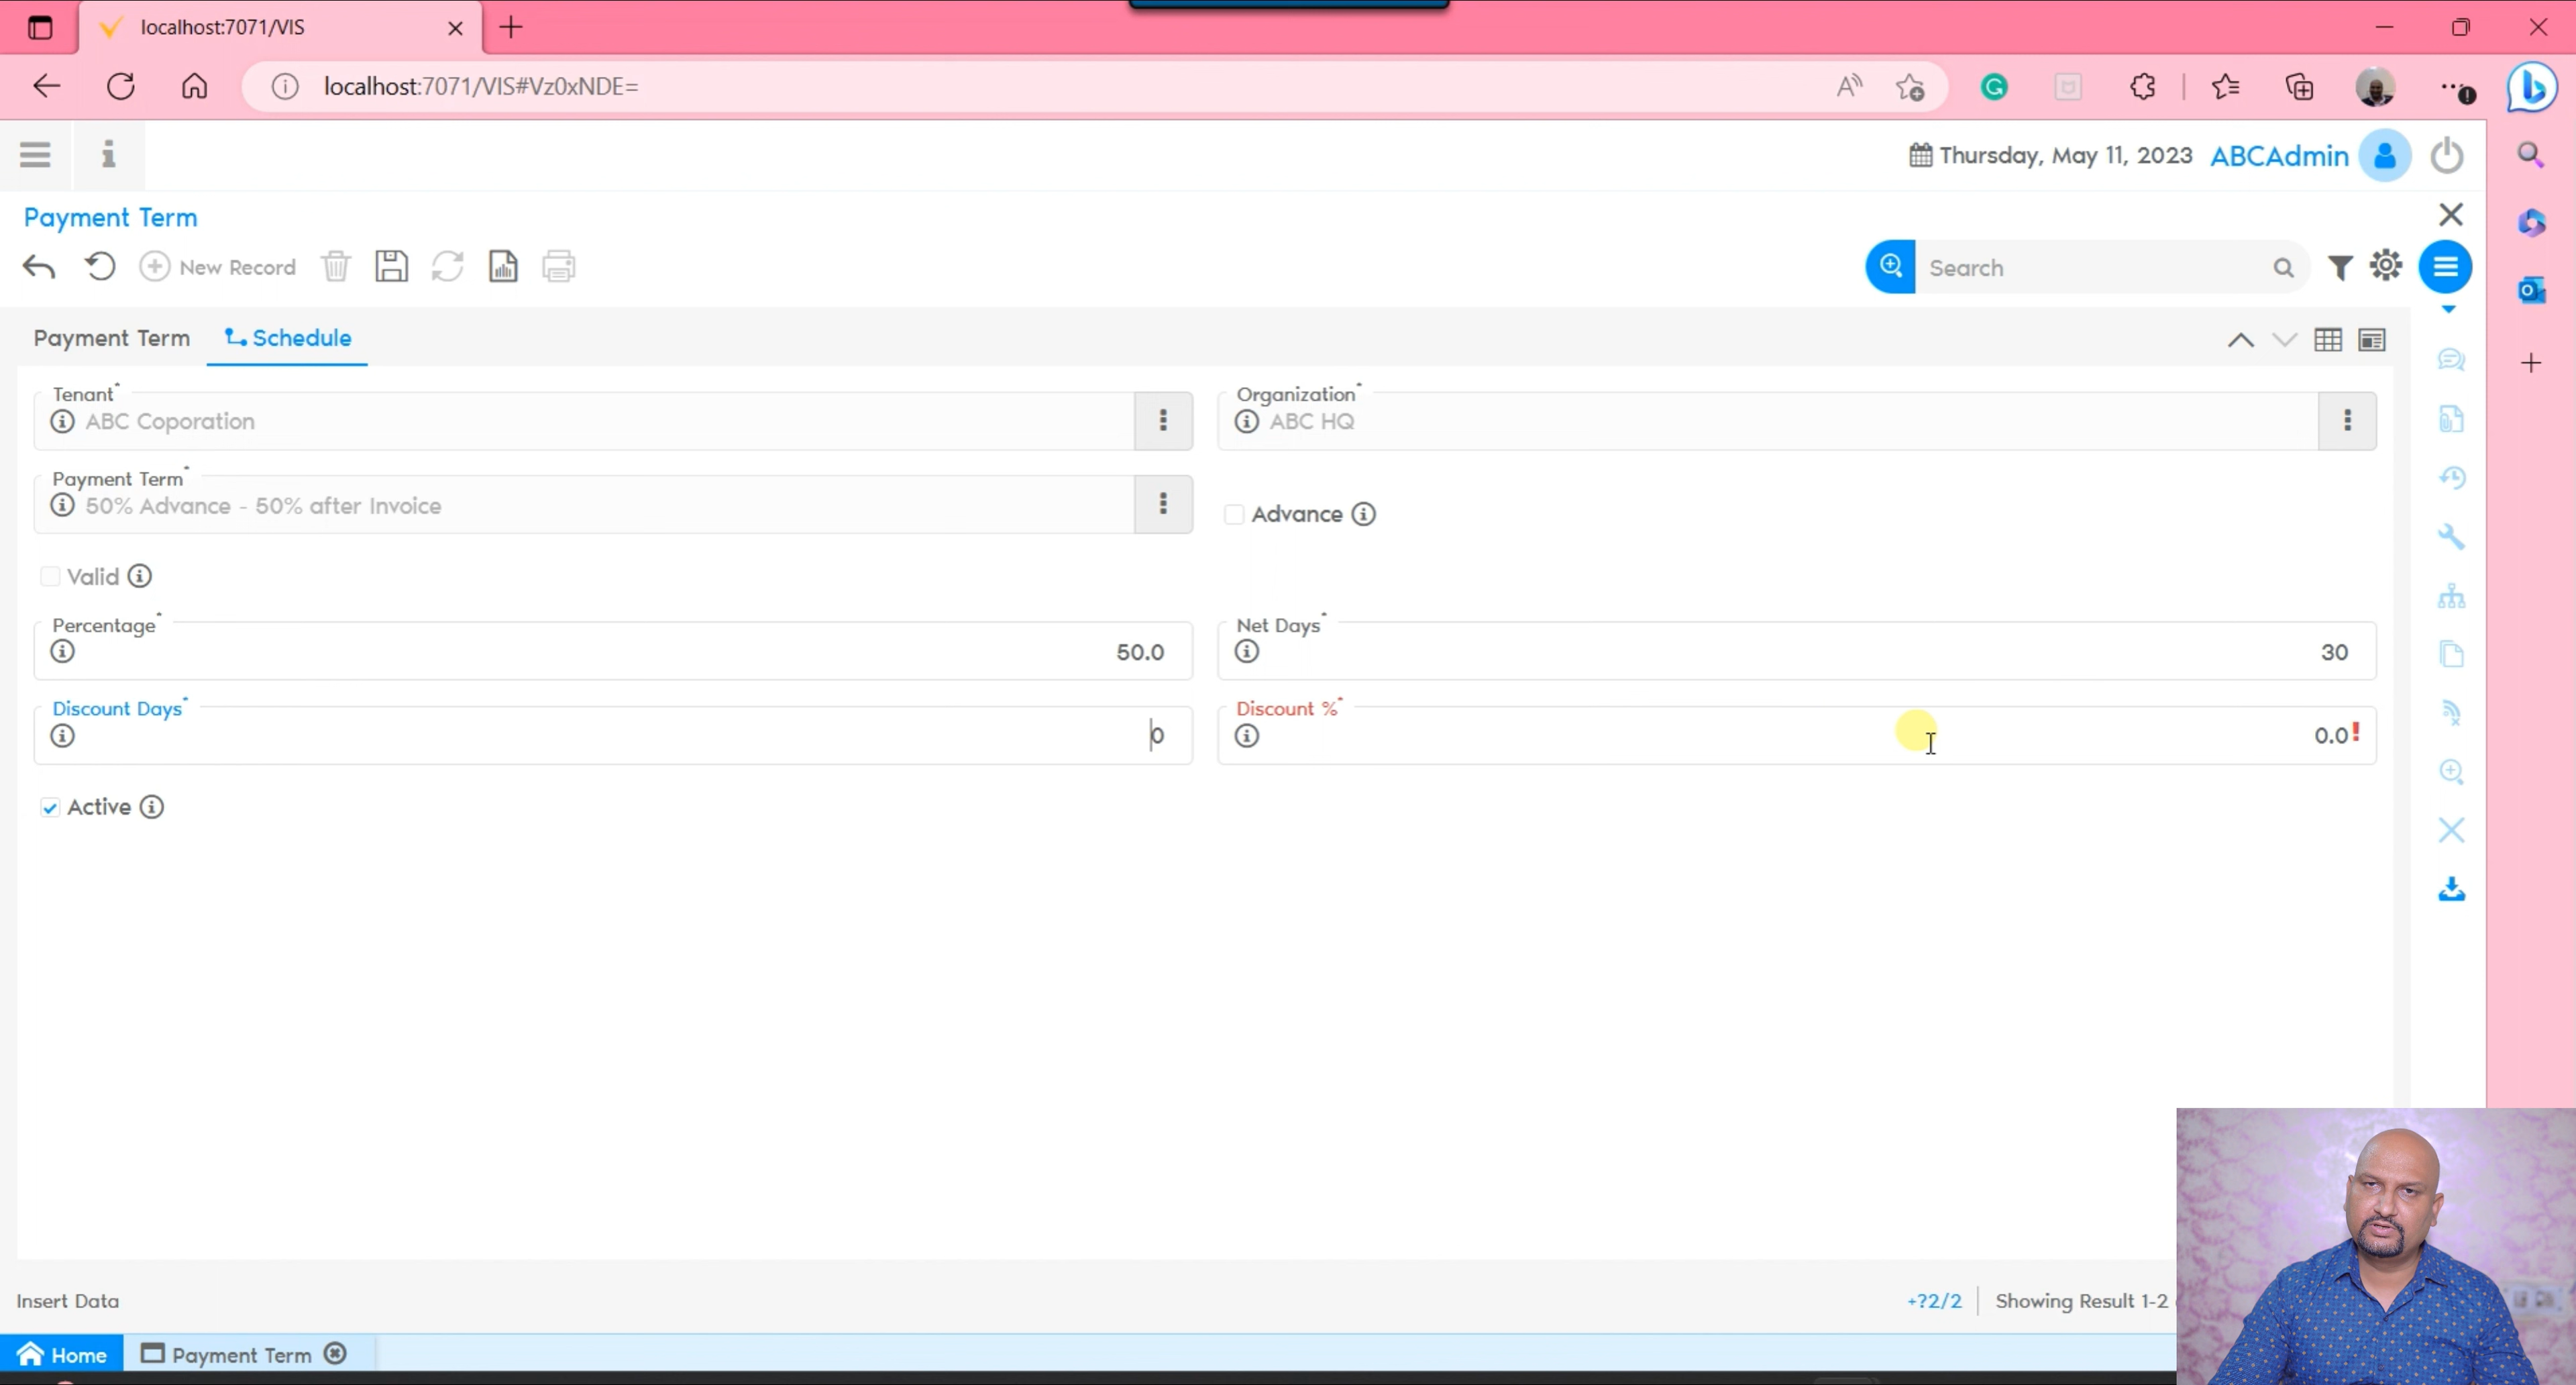 localhost:7071/VIS
localhost:7071/VIS#Vz0xNDE=
Thursday, May 11, 2023 ABCAdmin
Payment Term
New Record
Search
Payment Term Schedule
Tenant*
ABC Coporation
Organization*
ABC HQ
Payment Term*
50% Advance - 50% after Invoice
Advance
Valid
Percentage*
50.0
Net Days*
30
Discount Days*
0
Discount %*
0.0!
Active
Insert Data
+?2/2
Showing Result 1-2
Home
Payment Term